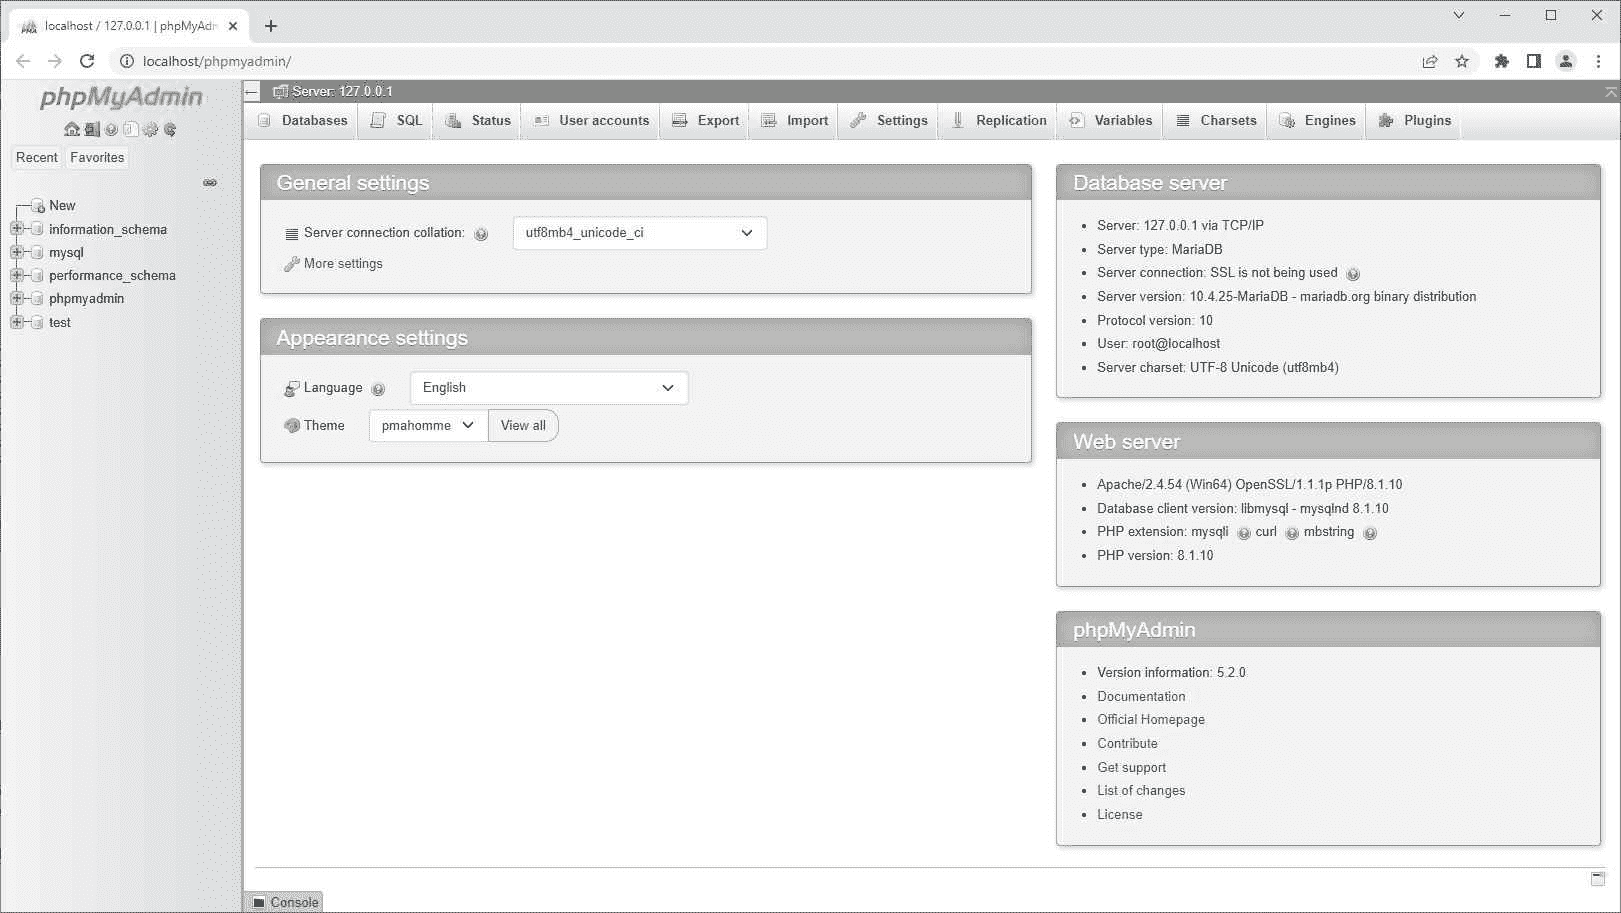 localhost / 127.0.0.1 | phpMyAdm
localhost/phpmyadmin/
phpMyAdmin
Recent Favorites
New
information_schema
mysql
performance_schema
phpmyadmin
test
Server: 127.0.0.1
Databases SQL Status User accounts Export Import Settings Replication Variables Charsets Engines Plugins
General settings
Server connection collation: utf8mb4_unicode_ci
More settings
Appearance settings
Language English
Theme pmahomme View all
Database server
Server: 127.0.0.1 via TCP/IP
Server type: MariaDB
Server connection: SSL is not being used
Server version: 10.4.25-MariaDB - mariadb.org binary distribution
Protocol version: 10
User: root@localhost
Server charset: UTF-8 Unicode (utf8mb4)
Web server
Apache/2.4.54 (Win64) OpenSSL/1.1.1p PHP/8.1.10
Database client version: libmysql - mysqlnd 8.1.10
PHP extension: mysqli curl mbstring
PHP version: 8.1.10
phpMyAdmin
Version information: 5.2.0
Documentation
Official Homepage
Contribute
Get support
List of changes
License
Console